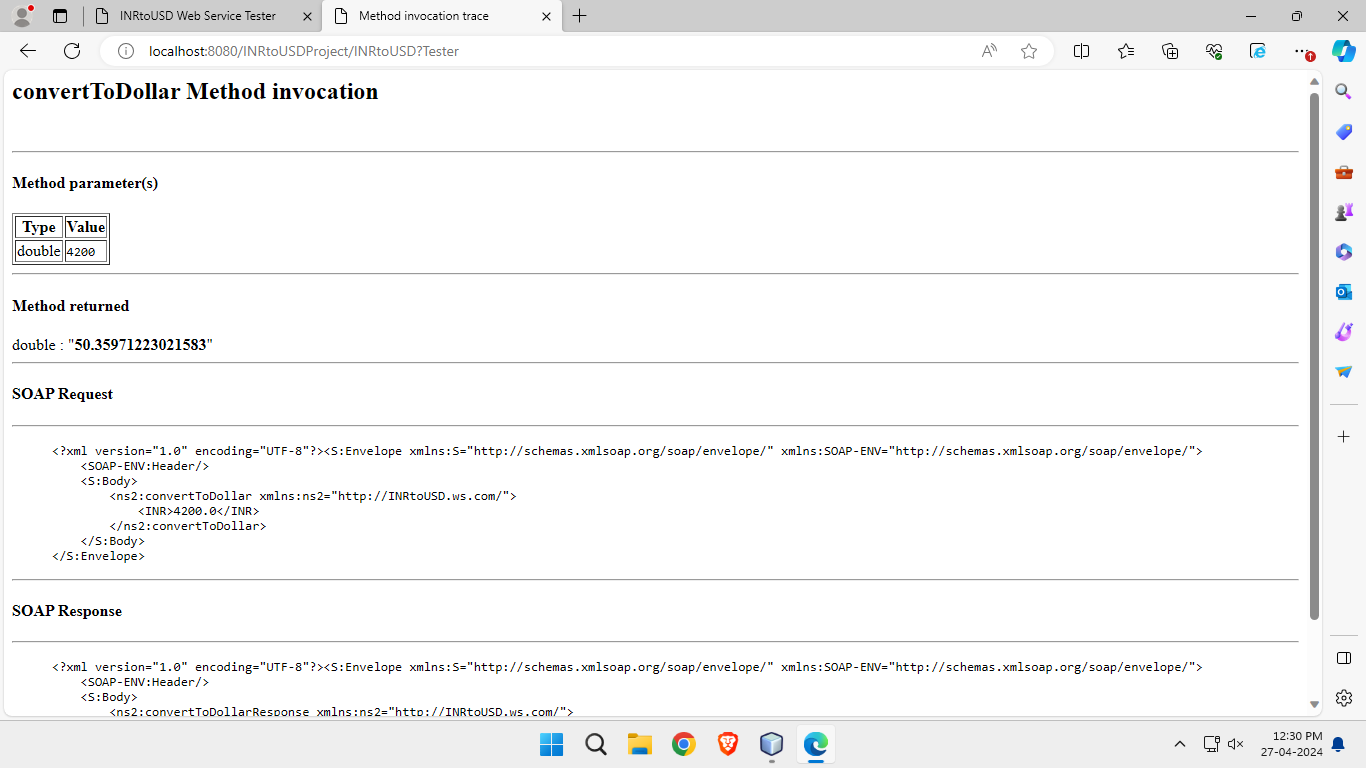 INRtoUSD Web Service Tester
Method invocation trace
localhost:8080/INRtoUSDProject/INRtoUSD?Tester
convertToDollar Method invocation
Method parameter(s)
Type Value
double 4200
Method returned
double : "50.35971223021583"
SOAP Request
<?xml version="1.0" encoding="UTF-8"?><S:Envelope xmlns:S="http://schemas.xmlsoap.org/soap/envelope/" xmlns:SOAP-ENV="http://schemas.xmlsoap.org/soap/envelope/">
<SOAP-ENV:Header/>
<S:Body>
<ns2:convertToDollar xmlns:ns2="http://INRtoUSD.ws.com/">
<INR>4200.0</INR>
</ns2:convertToDollar>
</S:Body>
</S:Envelope>
SOAP Response
<?xml version="1.0" encoding="UTF-8"?><S:Envelope xmlns:S="http://schemas.xmlsoap.org/soap/envelope/" xmlns:SOAP-ENV="http://schemas.xmlsoap.org/soap/envelope/">
<SOAP-ENV:Header/>
<S:Body>
<ns2:convertToDollarResponse xmlns:ns2="http://INRtoUSD.ws.com/">
12:30 PM
27-04-2024